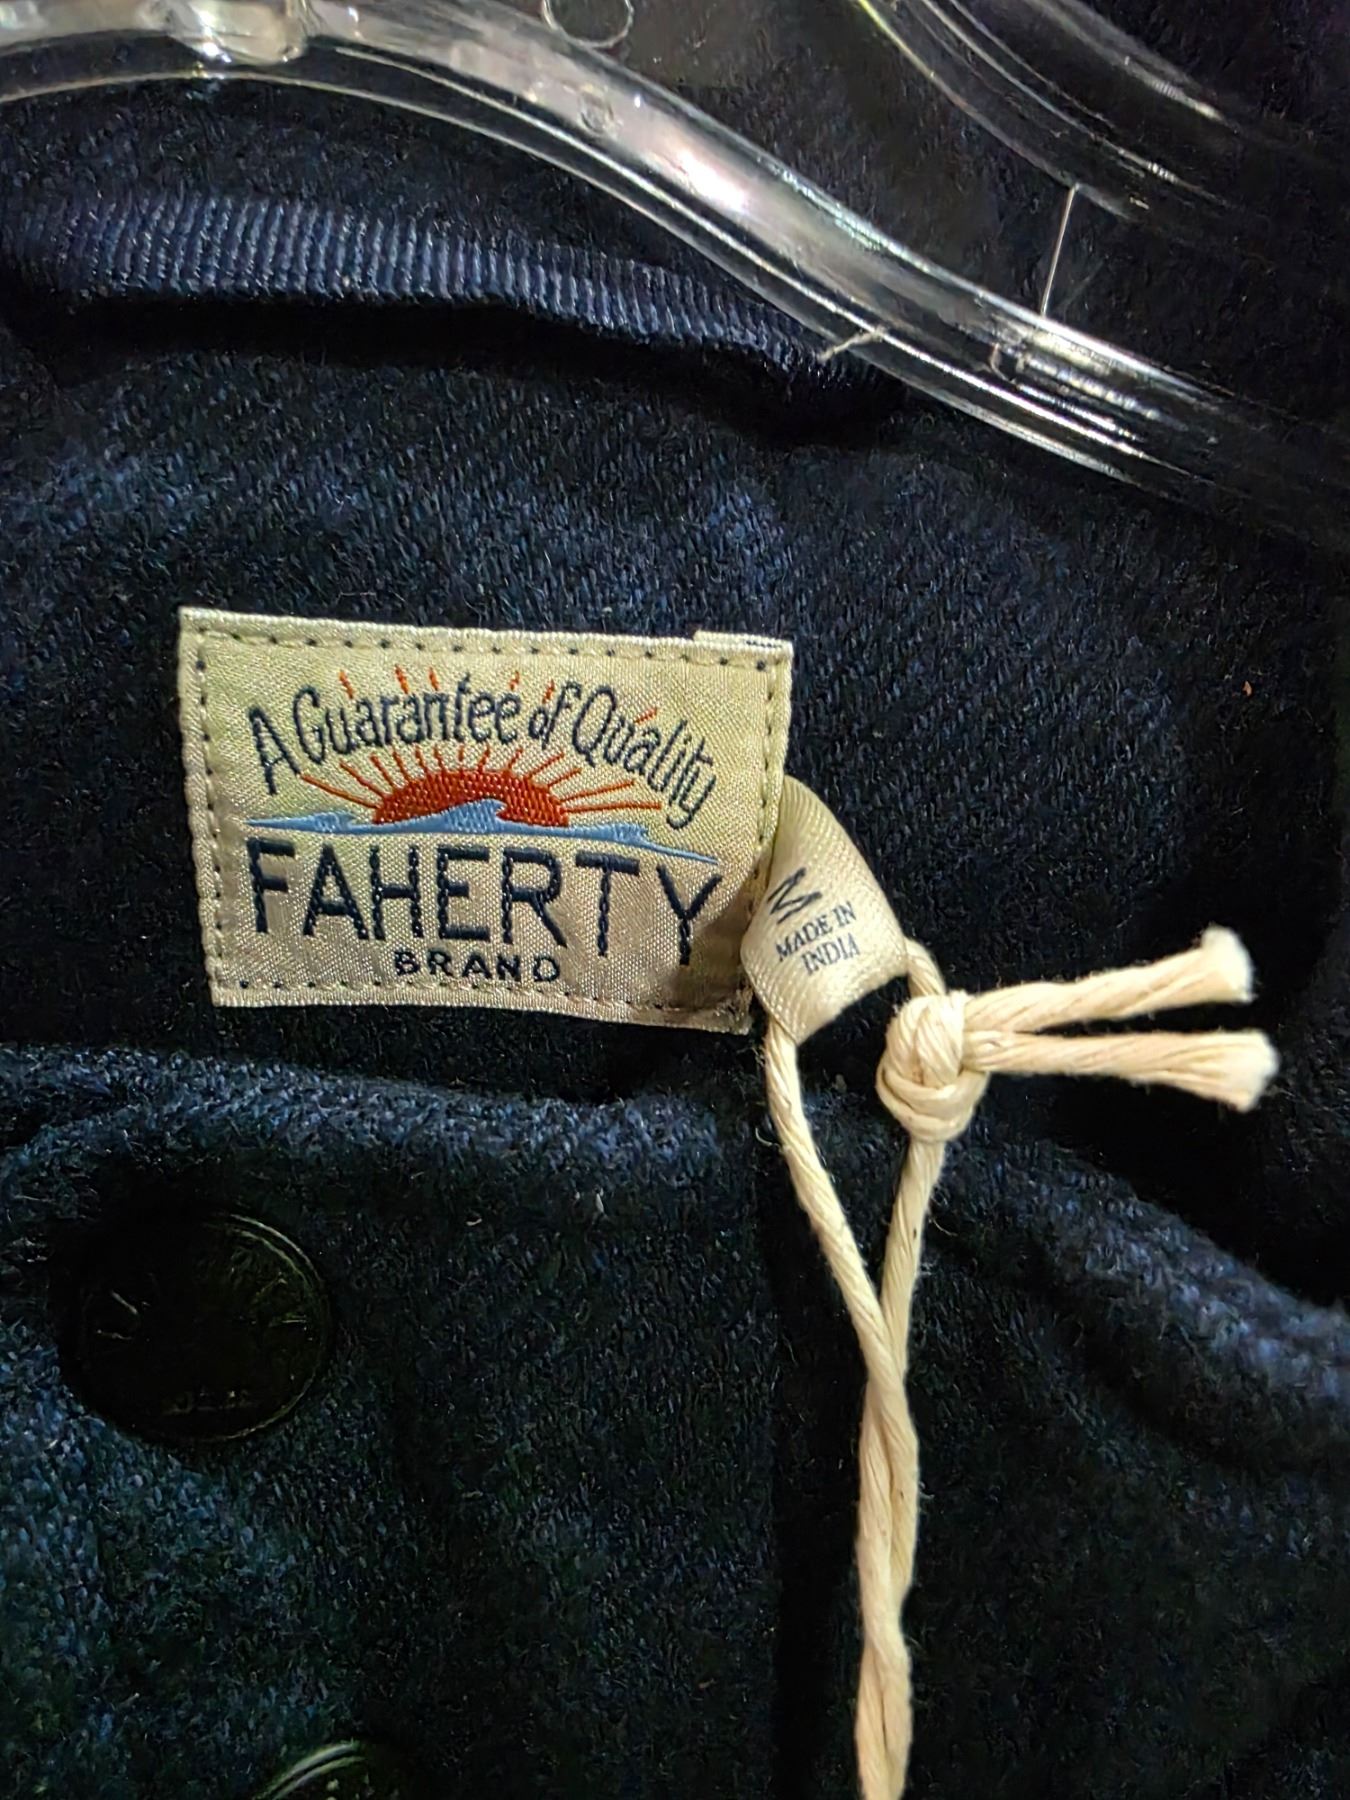 A Guarantee of Quality
FAHERTY
BRAND
M
MADE IN
INDIA